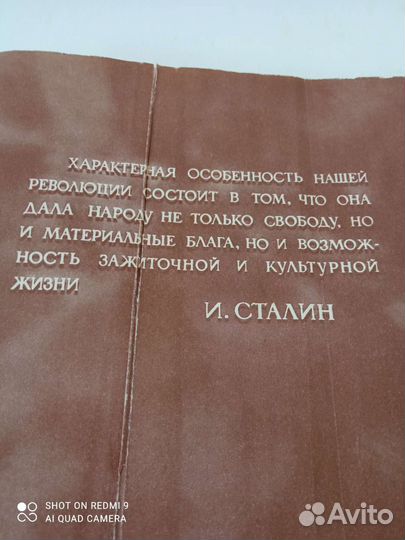 ХАРАКТЕРНАЯ ОСОБЕННОСТЬ НАШЕЙ
РЕВОЛЮЦИИ СОСТОИТ В ТОМ, ЧТО ОНА
ДАЛА НАРОДУ НЕ ТОЛЬКО СВОБОДУ, НО
И МАТЕРИАЛЬНЫЕ БЛАГА, НО И ВОЗМОЖ-
НОСТЬ ЗАЖИТОЧНОЙ И КУЛЬТУРНОЙ
ЖИЗНИ
И. СТАЛИН
SHOT ON REDMI 9
AI QUAD CAMERA
Avito